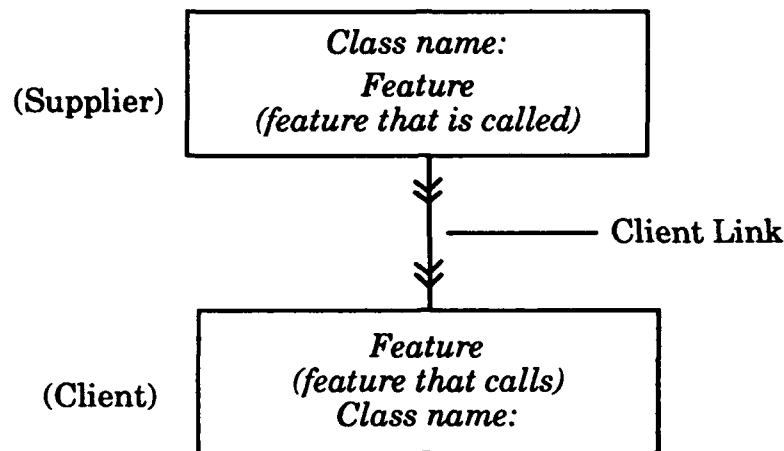 Class name:
Feature
(Supplier)
(feature that is called)
Client Link
Feature
(feature that calls)
(Client)
Class name: